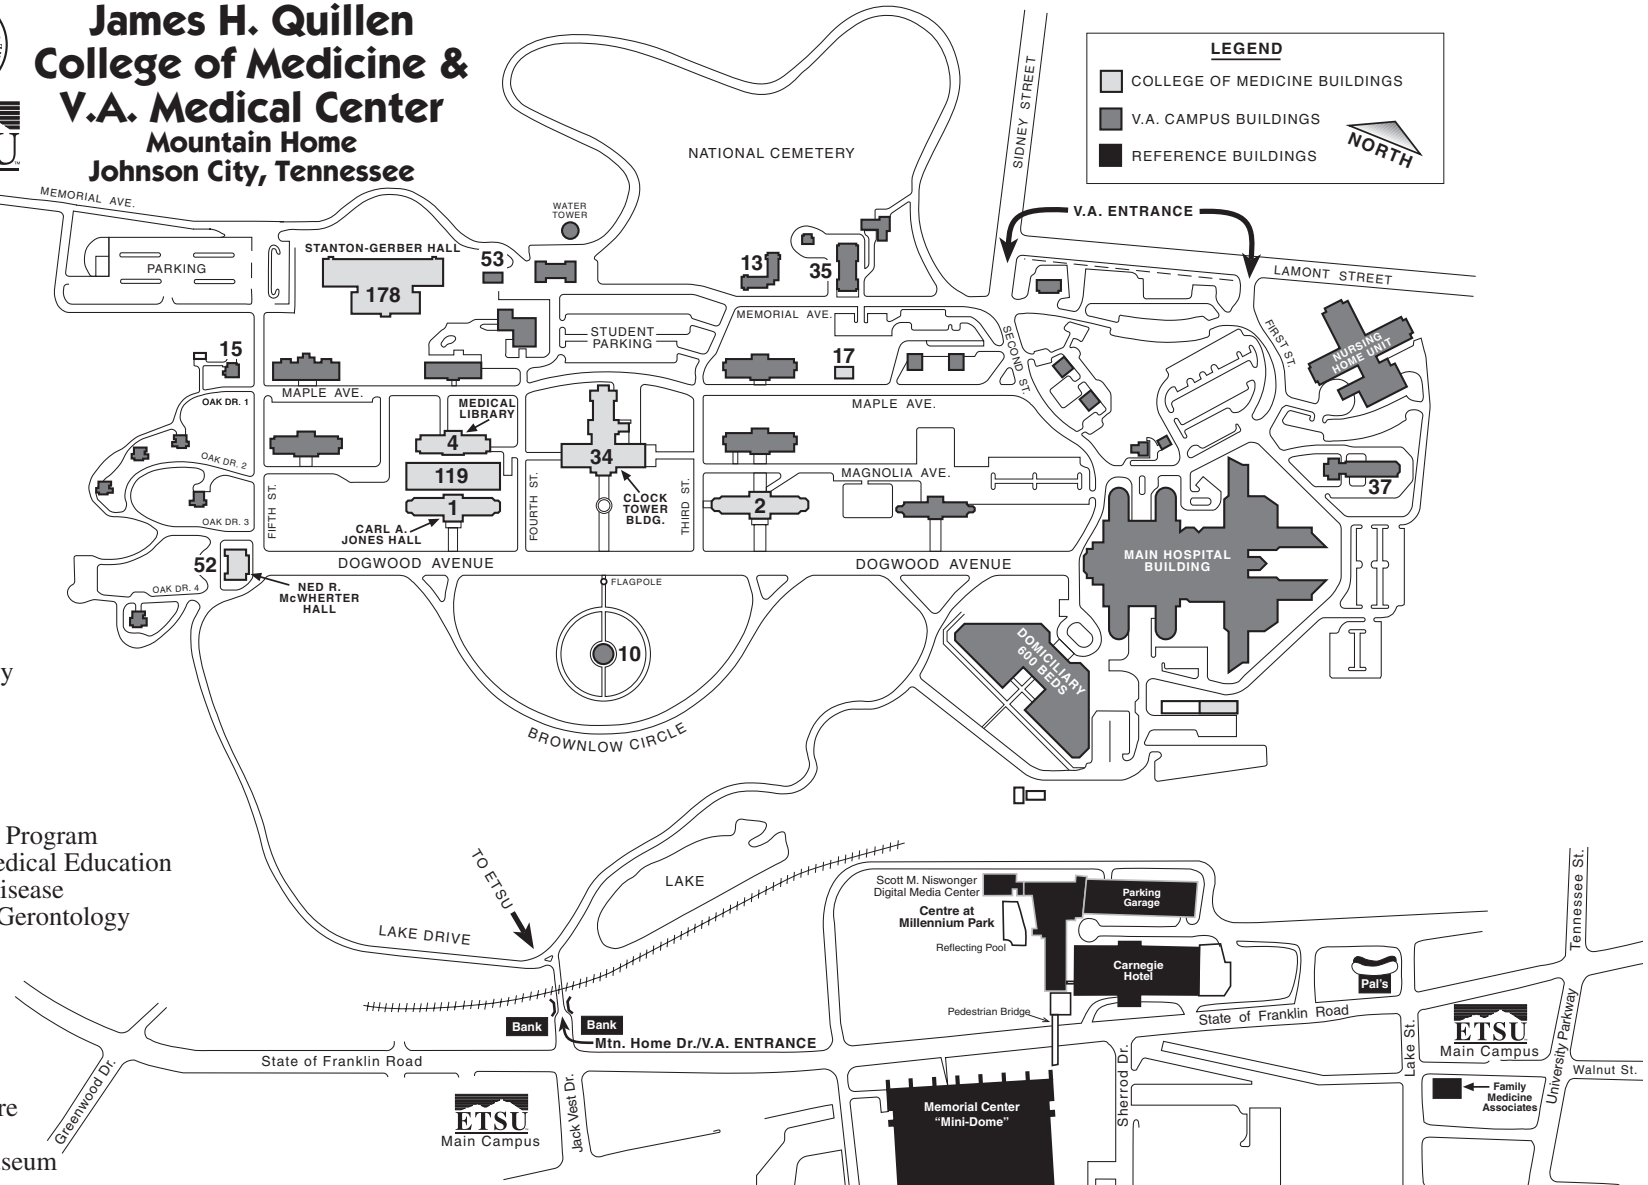 James H. Quillen
College of Medicine &
V.A. Medical Center
Mountain Home
Johnson City, Tennessee
LEGEND
COLLEGE OF MEDICINE BUILDINGS
V.A. CAMPUS BUILDINGS
REFERENCE BUILDINGS
NORTH
NATIONAL CEMETERY
SIDNEY STREET
V.A. ENTRANCE
LAMONT STREET
MEMORIAL AVE.
WATER
TOWER
STANTON-GERBER HALL
53
178
PARKING
13
35
MEMORIAL AVE.
STUDENT
PARKING
SECOND ST.
FIRST ST.
NURSING
HOME UNIT
15
17
MAPLE AVE.
MAPLE AVE.
OAK DR. 1
MEDICAL
LIBRARY
4
34
OAK DR. 2
119
MAGNOLIA AVE.
37
FIFTH ST.
FOURTH ST.
THIRD ST.
CLOCK
TOWER
BLDG.
1
2
OAK DR. 3
CARL A.
JONES HALL
52
DOGWOOD AVENUE
DOGWOOD AVENUE
MAIN HOSPITAL
BUILDING
OAK DR. 4
NED R.
McWHERTER
HALL
FLAGPOLE
10
DOMICILIARY
600 BEDS
BROWNLOW CIRCLE
y
Program
edical Education
isease
Gerontology
TO ETSU
LAKE
LAKE DRIVE
Scott M. Niswonger
Digital Media Center
Parking
Garage
Centre at
Millennium Park
Reflecting Pool
Carnegie
Hotel
Pal's
Tennessee St.
Pedestrian Bridge
State of Franklin Road
Bank
Bank
Mtn. Home Dr./V.A. ENTRANCE
State of Franklin Road
Greenwood Dr.
Jack Vest Dr.
ETSU
Main Campus
Memorial Center
“Mini-Dome”
Sherrod Dr.
Lake St.
ETSU
Main Campus
University Parkway
Walnut St.
Family
Medicine
Associates
re
seum